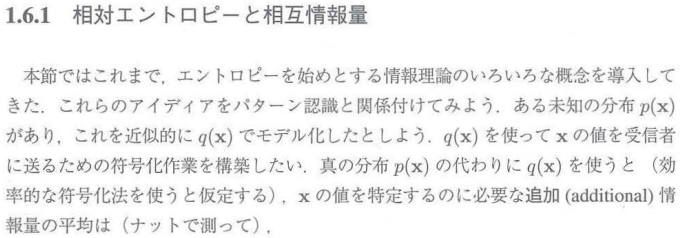 1.6.1 相対エントロピーと相互情報量
本節ではこれまで，エントロピーを始めとする情報理論のいろいろな概念を導入して
きた．これらのアイディアをパターン認識と関係付けてみよう．ある未知の分布 p(x)
があり，これを近似的に q(x) でモデル化したとしよう．q(x) を使って x の値を受信者
に送るための符号化作業を構築したい．真の分布 p(x) の代わりに q(x) を使うと（効
率的な符号化法を使うと仮定する），x の値を特定するのに必要な追加 (additional) 情
報量の平均は（ナットで測って），